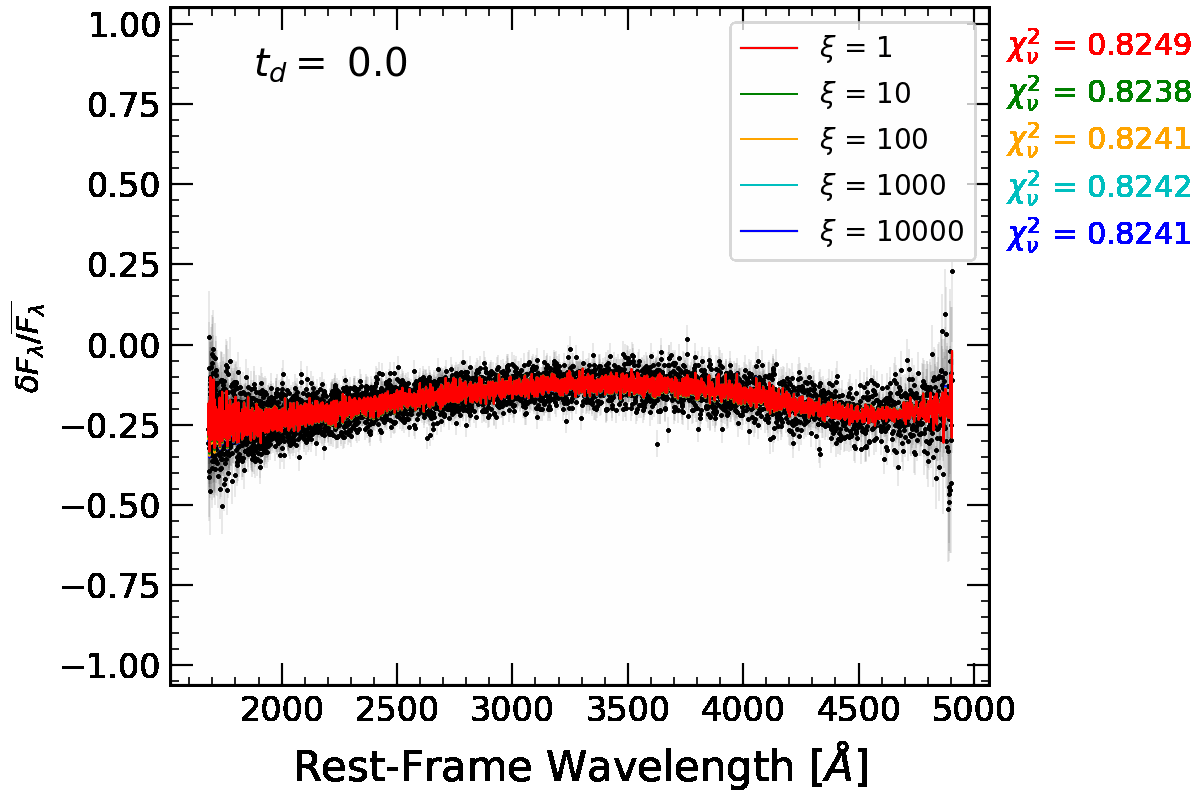 t_d = 0.0
ξ = 1
ξ = 10
ξ = 100
ξ = 1000
ξ = 10000
χ²_ν = 0.8249
χ²_ν = 0.8238
χ²_ν = 0.8241
χ²_ν = 0.8242
χ²_ν = 0.8241
1.00
0.75
0.50
0.25
0.00
−0.25
−0.50
−0.75
−1.00
δF_λ/F̅_λ
2000 2500 3000 3500 4000 4500 5000
Rest-Frame Wavelength [Å]